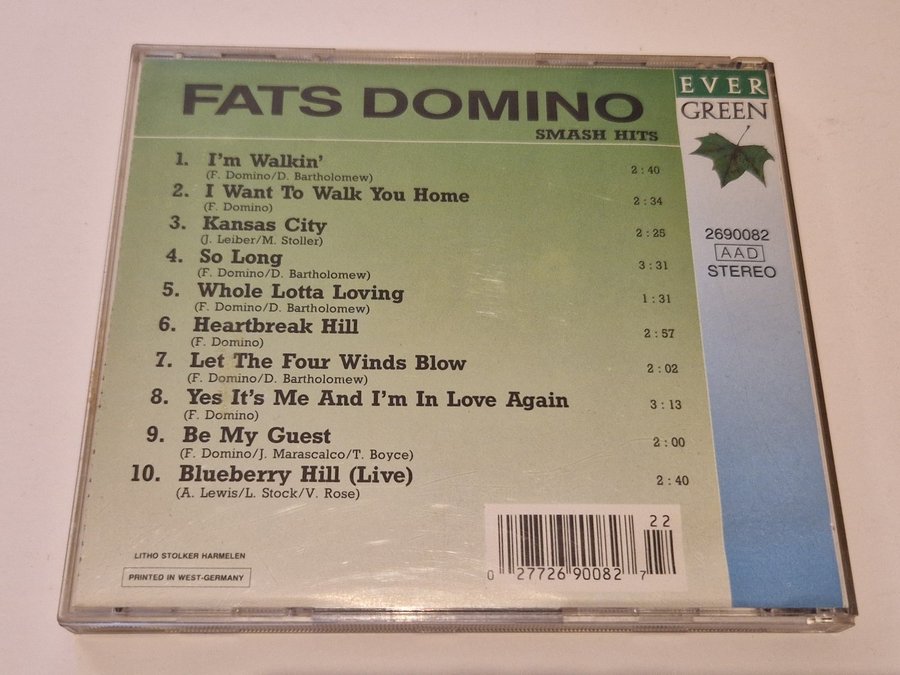 FATS DOMINO
SMASH HITS
EVER
GREEN
1. I'm Walkin' 2:40
(F. Domino/D. Bartholomew)
2. I Want To Walk You Home 2:34
(F. Domino)
3. Kansas City 2:25
(J. Leiber/M. Stoller)
4. So Long 3:31
(F. Domino/D. Bartholomew)
5. Whole Lotta Loving 1:31
(F. Domino/D. Bartholomew)
6. Heartbreak Hill 2:57
(F. Domino)
7. Let The Four Winds Blow 2:02
(F. Domino/D. Bartholomew)
8. Yes It's Me And I'm In Love Again 3:13
(F. Domino)
9. Be My Guest 2:00
(F. Domino/J. Marascalco/T. Boyce)
10. Blueberry Hill (Live) 2:40
(A. Lewis/L. Stock/V. Rose)
2690082
AAD
STEREO
LITHO STOLKER HARMELEN
PRINTED IN WEST-GERMANY
22
0 27726 90082 7